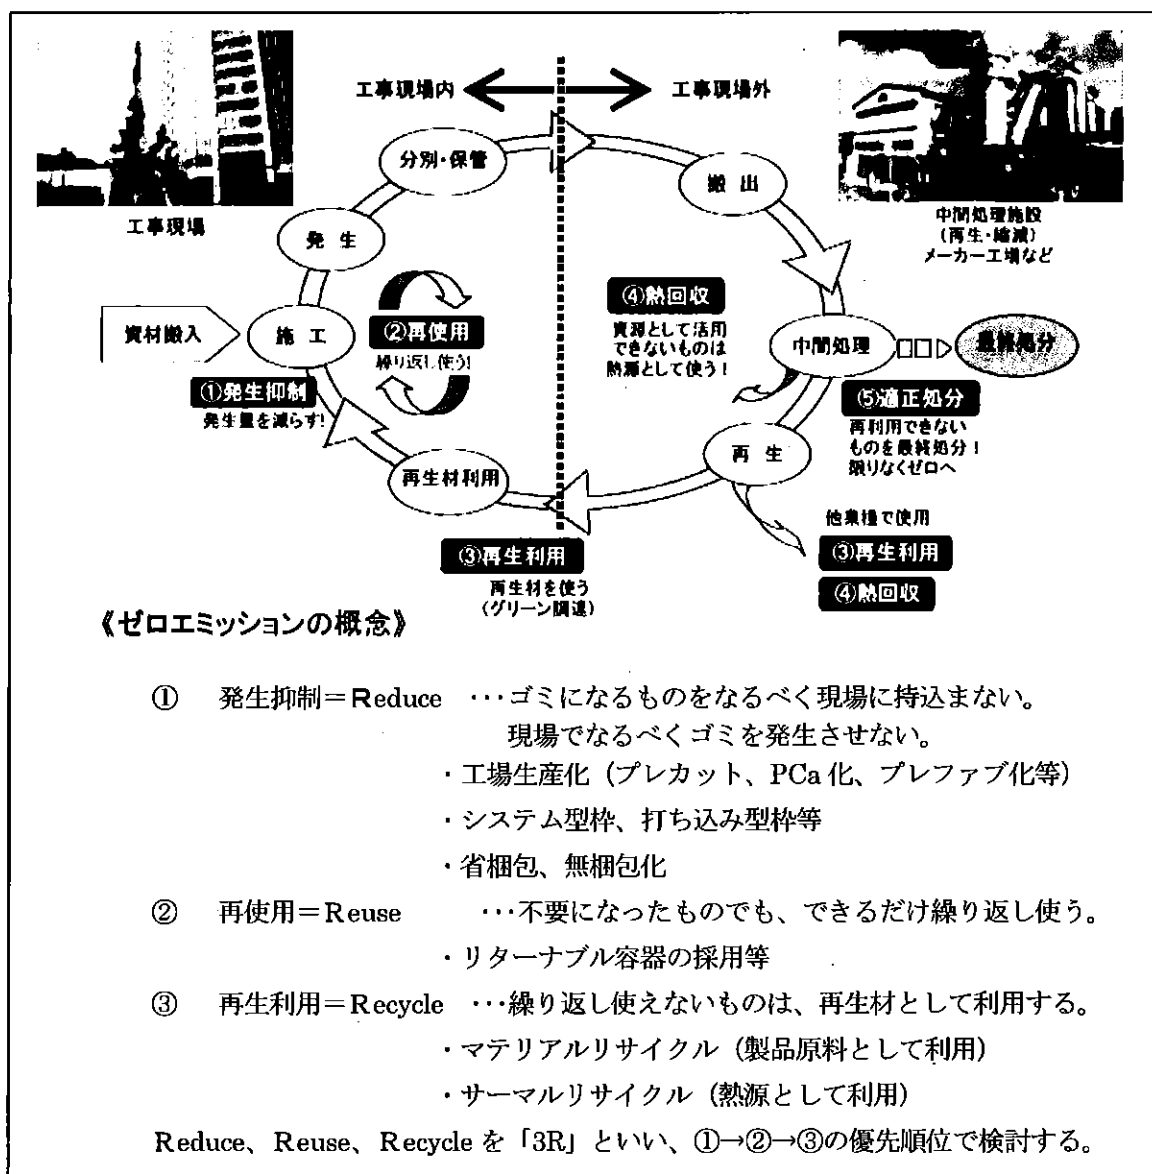 工事現場内
工事現場外
分別・保管
搬 出
工事現場
中間処理施設
(再生・縮減)
メーカー工場など
発 生
④熱回収
資源として活用
できないものは
熱源として使う!
資材搬入
施 工
②再使用
繰り返し使う!
中間処理
最終処分
①発生抑制
発生量を減らす!
⑤適正処分
再利用できない
ものを最終処分!
限りなくゼロへ
再 生
再生材利用
他業種で使用
③再生利用
③再生利用
再生材を使う
(グリーン調達)
④熱回収
《ゼロエミッションの概念》
① 発生抑制=Reduce ···ゴミになるものをなるべく現場に持込まない。
現場でなるべくゴミを発生させない。
・工場生産化(プレカット、PCa化、プレファブ化等)
・システム型枠、打ち込み型枠等
・省梱包、無梱包化
② 再使用=Reuse ···不要になったものでも、できるだけ繰り返し使う。
・リターナブル容器の採用等
③ 再生利用=Recycle ···繰り返し使えないものは、再生材として利用する。
・マテリアルリサイクル(製品原料として利用)
・サーマルリサイクル(熱源として利用)
Reduce、Reuse、Recycleを「3R」といい、①→②→③の優先順位で検討する。